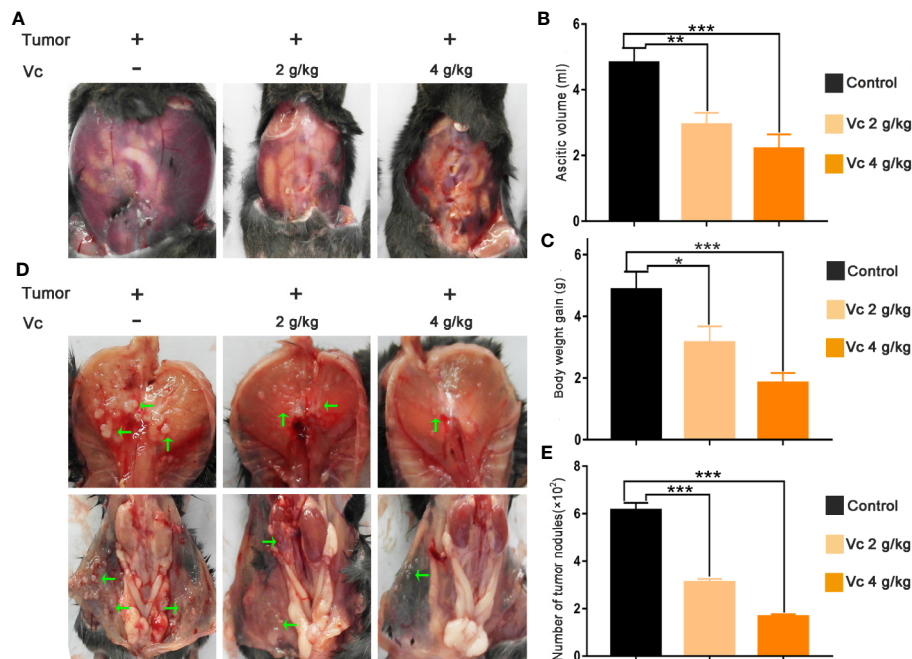 A
Tumor + + +
Vc - 2 g/kg 4 g/kg
B
Ascitic volume (ml)
6
4
2
0
***
**
Control
Vc 2 g/kg
Vc 4 g/kg
C
Body weight gain (g)
6
4
2
0
***
*
Control
Vc 2 g/kg
Vc 4 g/kg
D
Tumor + + +
Vc - 2 g/kg 4 g/kg
E
Number of tumor nodules(×10²)
8
6
4
2
0
***
***
Control
Vc 2 g/kg
Vc 4 g/kg